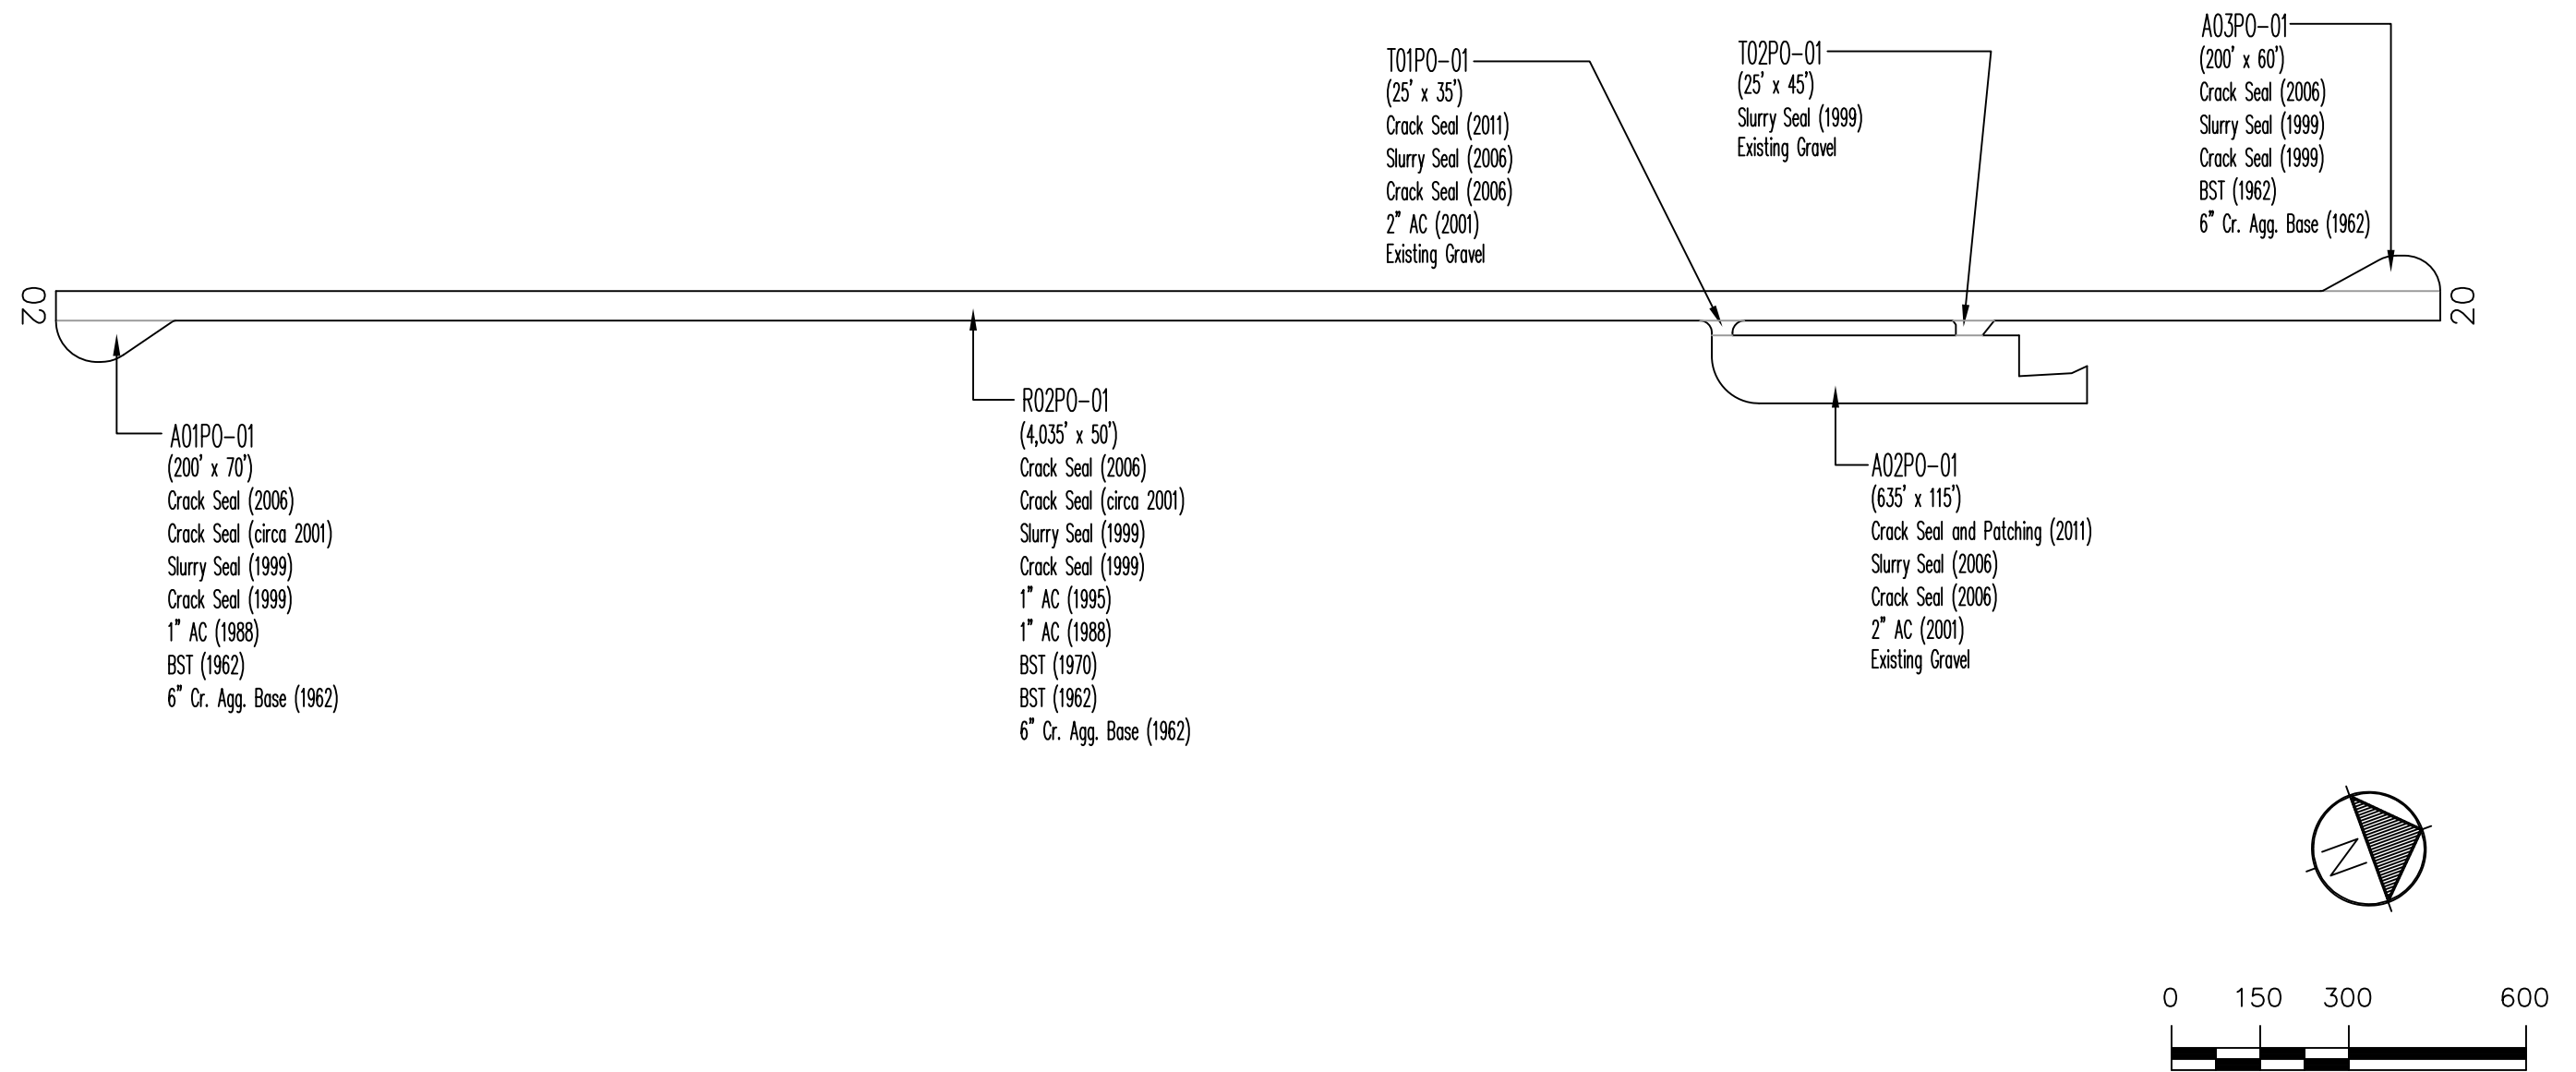 T01PO-01
(25' x 35')
Crack Seal (2011)
Slurry Seal (2006)
Crack Seal (2006)
2" AC (2001)
Existing Gravel
T02PO-01
(25' x 45')
Slurry Seal (1999)
Existing Gravel
A03PO-01
(200' x 60')
Crack Seal (2006)
Slurry Seal (1999)
Crack Seal (1999)
BST (1962)
6" Cr. Agg. Base (1962)
02
20
A01PO-01
(200' x 70')
Crack Seal (2006)
Crack Seal (circa 2001)
Slurry Seal (1999)
Crack Seal (1999)
1" AC (1988)
BST (1962)
6" Cr. Agg. Base (1962)
R02PO-01
(4,035' x 50')
Crack Seal (2006)
Crack Seal (circa 2001)
Slurry Seal (1999)
Crack Seal (1999)
1" AC (1995)
1" AC (1988)
BST (1970)
BST (1962)
6" Cr. Agg. Base (1962)
A02PO-01
(635' x 115')
Crack Seal and Patching (2011)
Slurry Seal (2006)
Crack Seal (2006)
2" AC (2001)
Existing Gravel
N
0 150 300 600